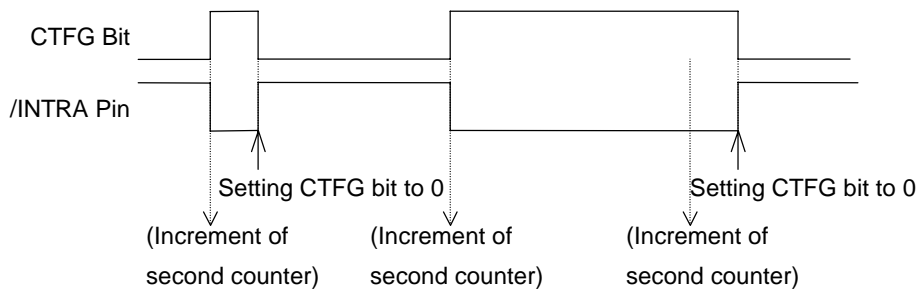 CTFG Bit
/INTRA Pin
Setting CTFG bit to 0
Setting CTFG bit to 0
(Increment of
second counter)
(Increment of
second counter)
(Increment of
second counter)